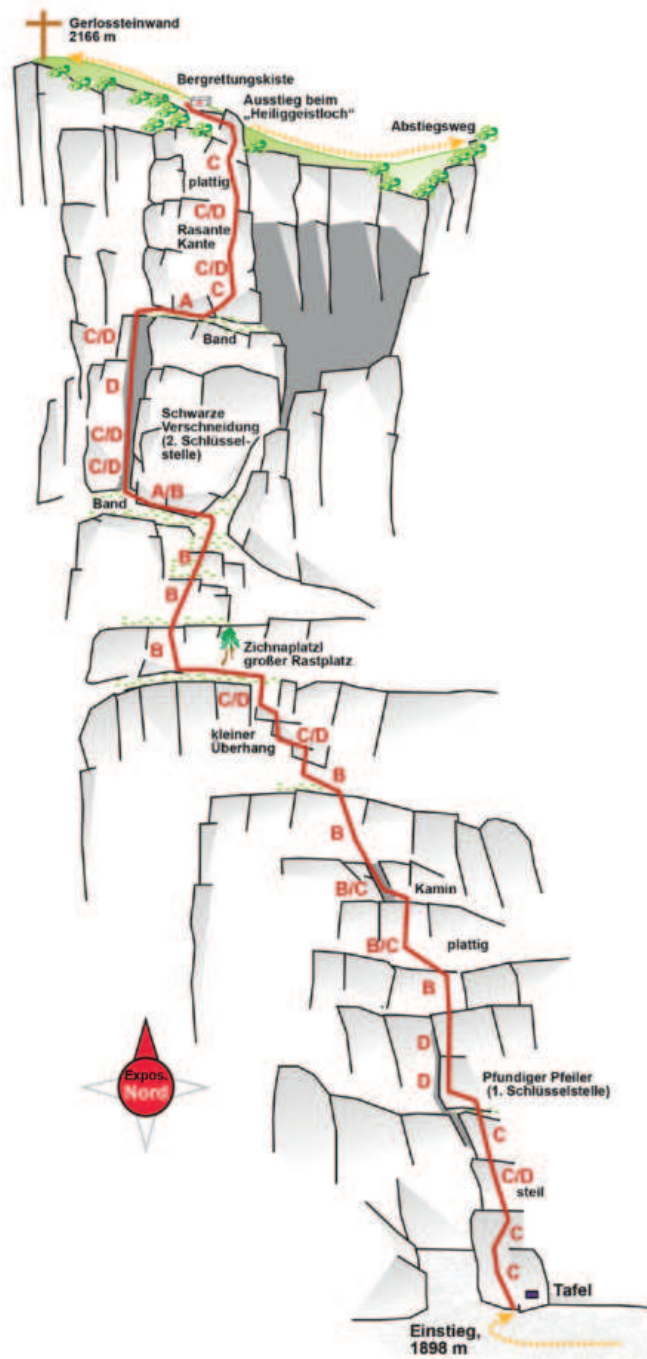 Gerlossteinwand
2166 m
Bergrettungskiste
Ausstieg beim
„Heiliggeistloch“
Abstiegsweg
C
plattig
C/D
Rasante
Kante
C/D
C
A
Band
C/D
D
Schwarze
Verschneidung
(2. Schlüssel-
stelle)
C/D
C/D
A/B
Band
B
B
B
Zichnaplatzl
großer Rastplatz
C/D
kleiner
Überhang
C/D
B
B
B/C
Kamin
B/C
plattig
B
D
D
Pfundiger Pfeiler
(1. Schlüsselstelle)
Expos.
Nord
C
C/D
steil
C
C
Tafel
Einstieg,
1898 m